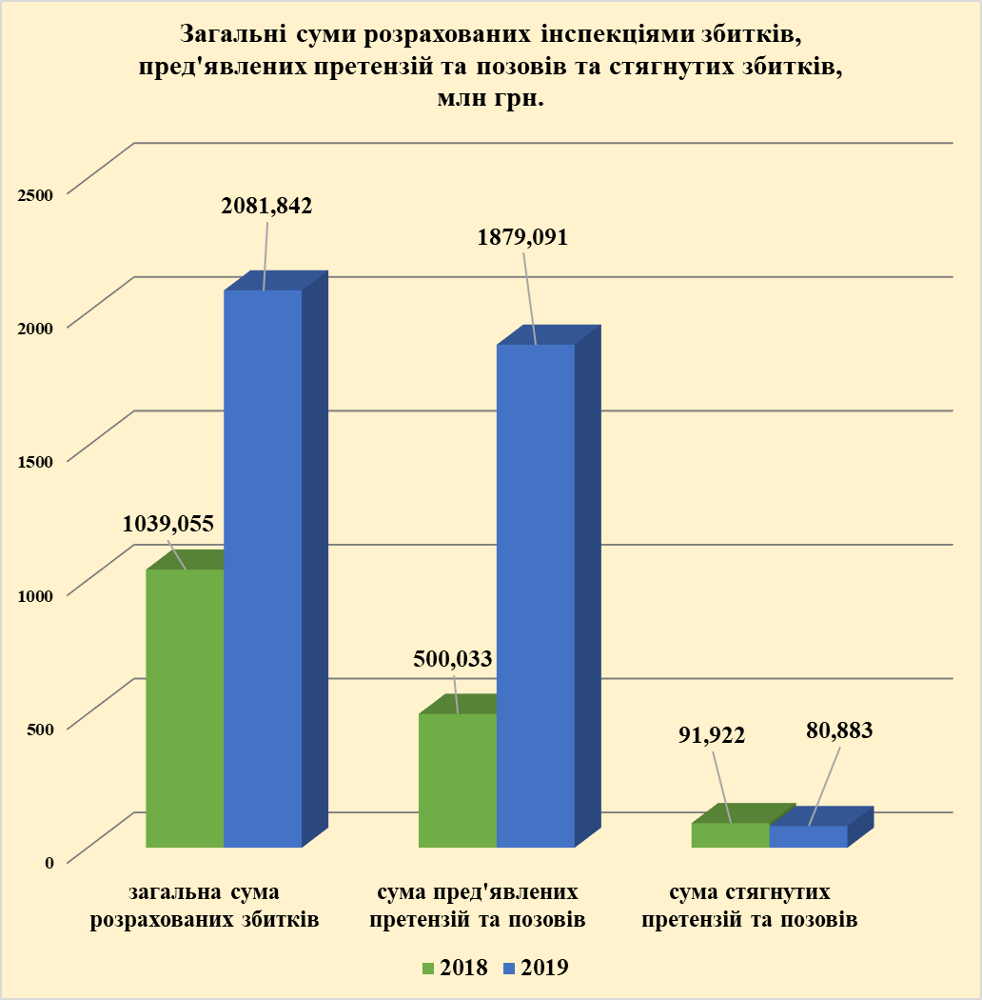 Загальні суми розрахованих інспекціями збитків,
пред'явлених претензій та позовів та стягнутих збитків,
млн грн.
2500
2000
1500
1000
500
0
2081,842
1879,091
1039,055
500,033
91,922
80,883
загальна сума
розрахованих збитків
сума пред'явлених
претензій та позовів
сума стягнутих
претензій та позовів
2018
2019